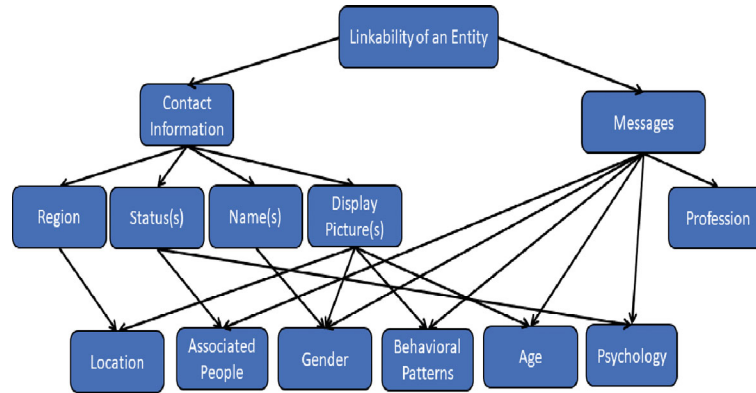 Linkability of an Entity
Contact
Information
Messages
Region
Status(s)
Name(s)
Display
Picture(s)
Profession
Location
Associated
People
Gender
Behavioral
Patterns
Age
Psychology